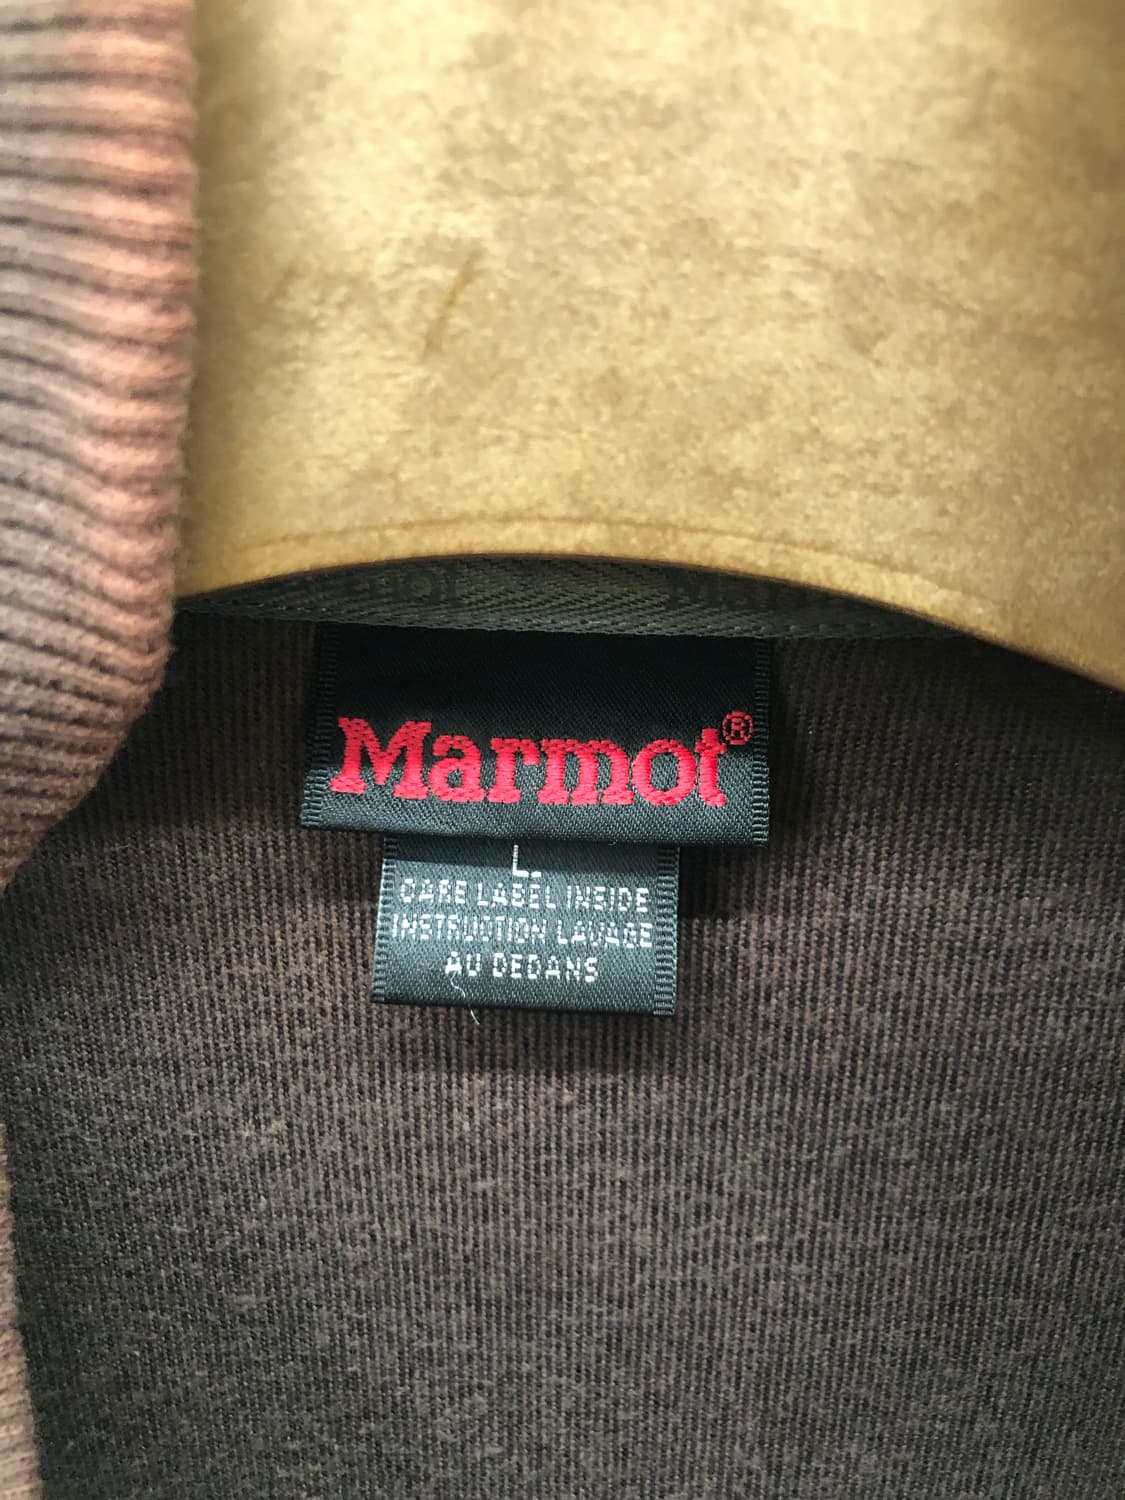 Marmot®
L
CARE LABEL INSIDE
INSTRUCTION LAVAGE
AU DEDANS